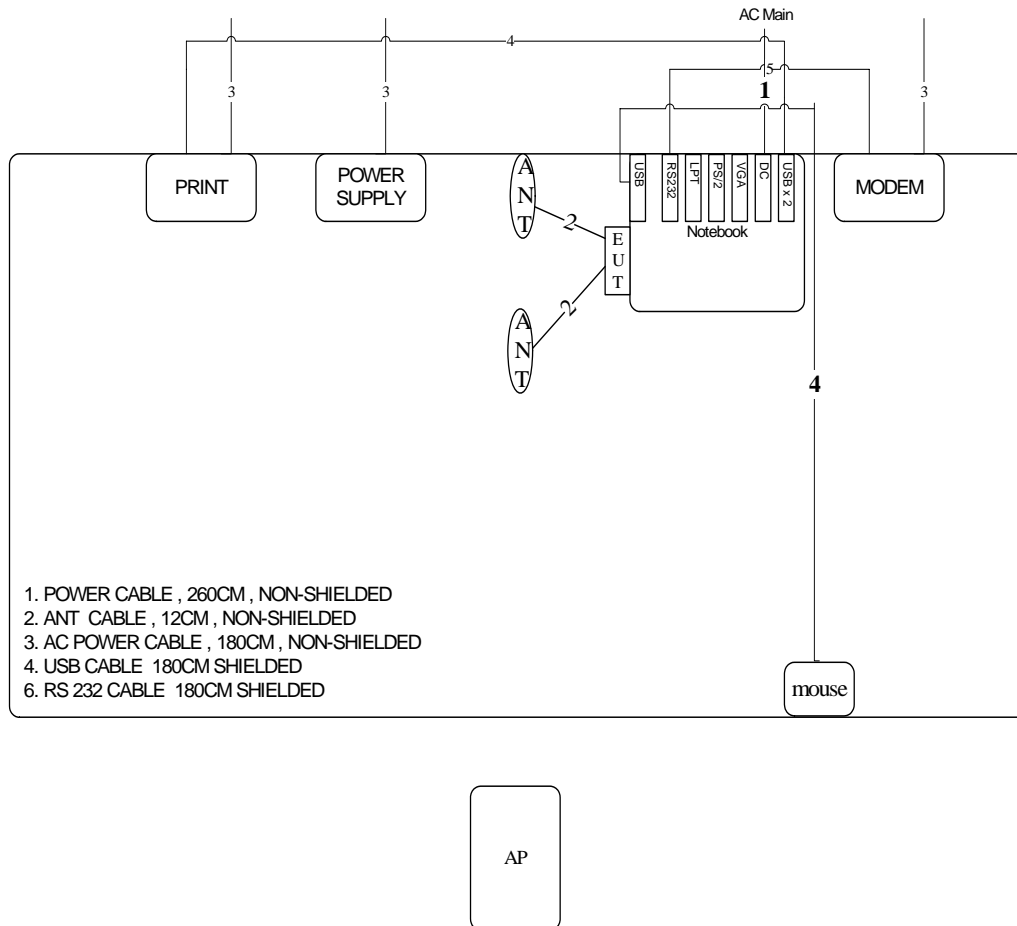 AC Main
4
5
3
3
1
3
PRINT
POWER
SUPPLY
ANT
USB
RS232
LPT
PS/2
VGA
DC
USB x 2
MODEM
Notebook
2
EUT
2
ANT
4
1. POWER CABLE , 260CM , NON-SHIELDED
2. ANT CABLE , 12CM , NON-SHIELDED
3. AC POWER CABLE , 180CM , NON-SHIELDED
4. USB CABLE 180CM SHIELDED
6. RS 232 CABLE 180CM SHIELDED
mouse
AP